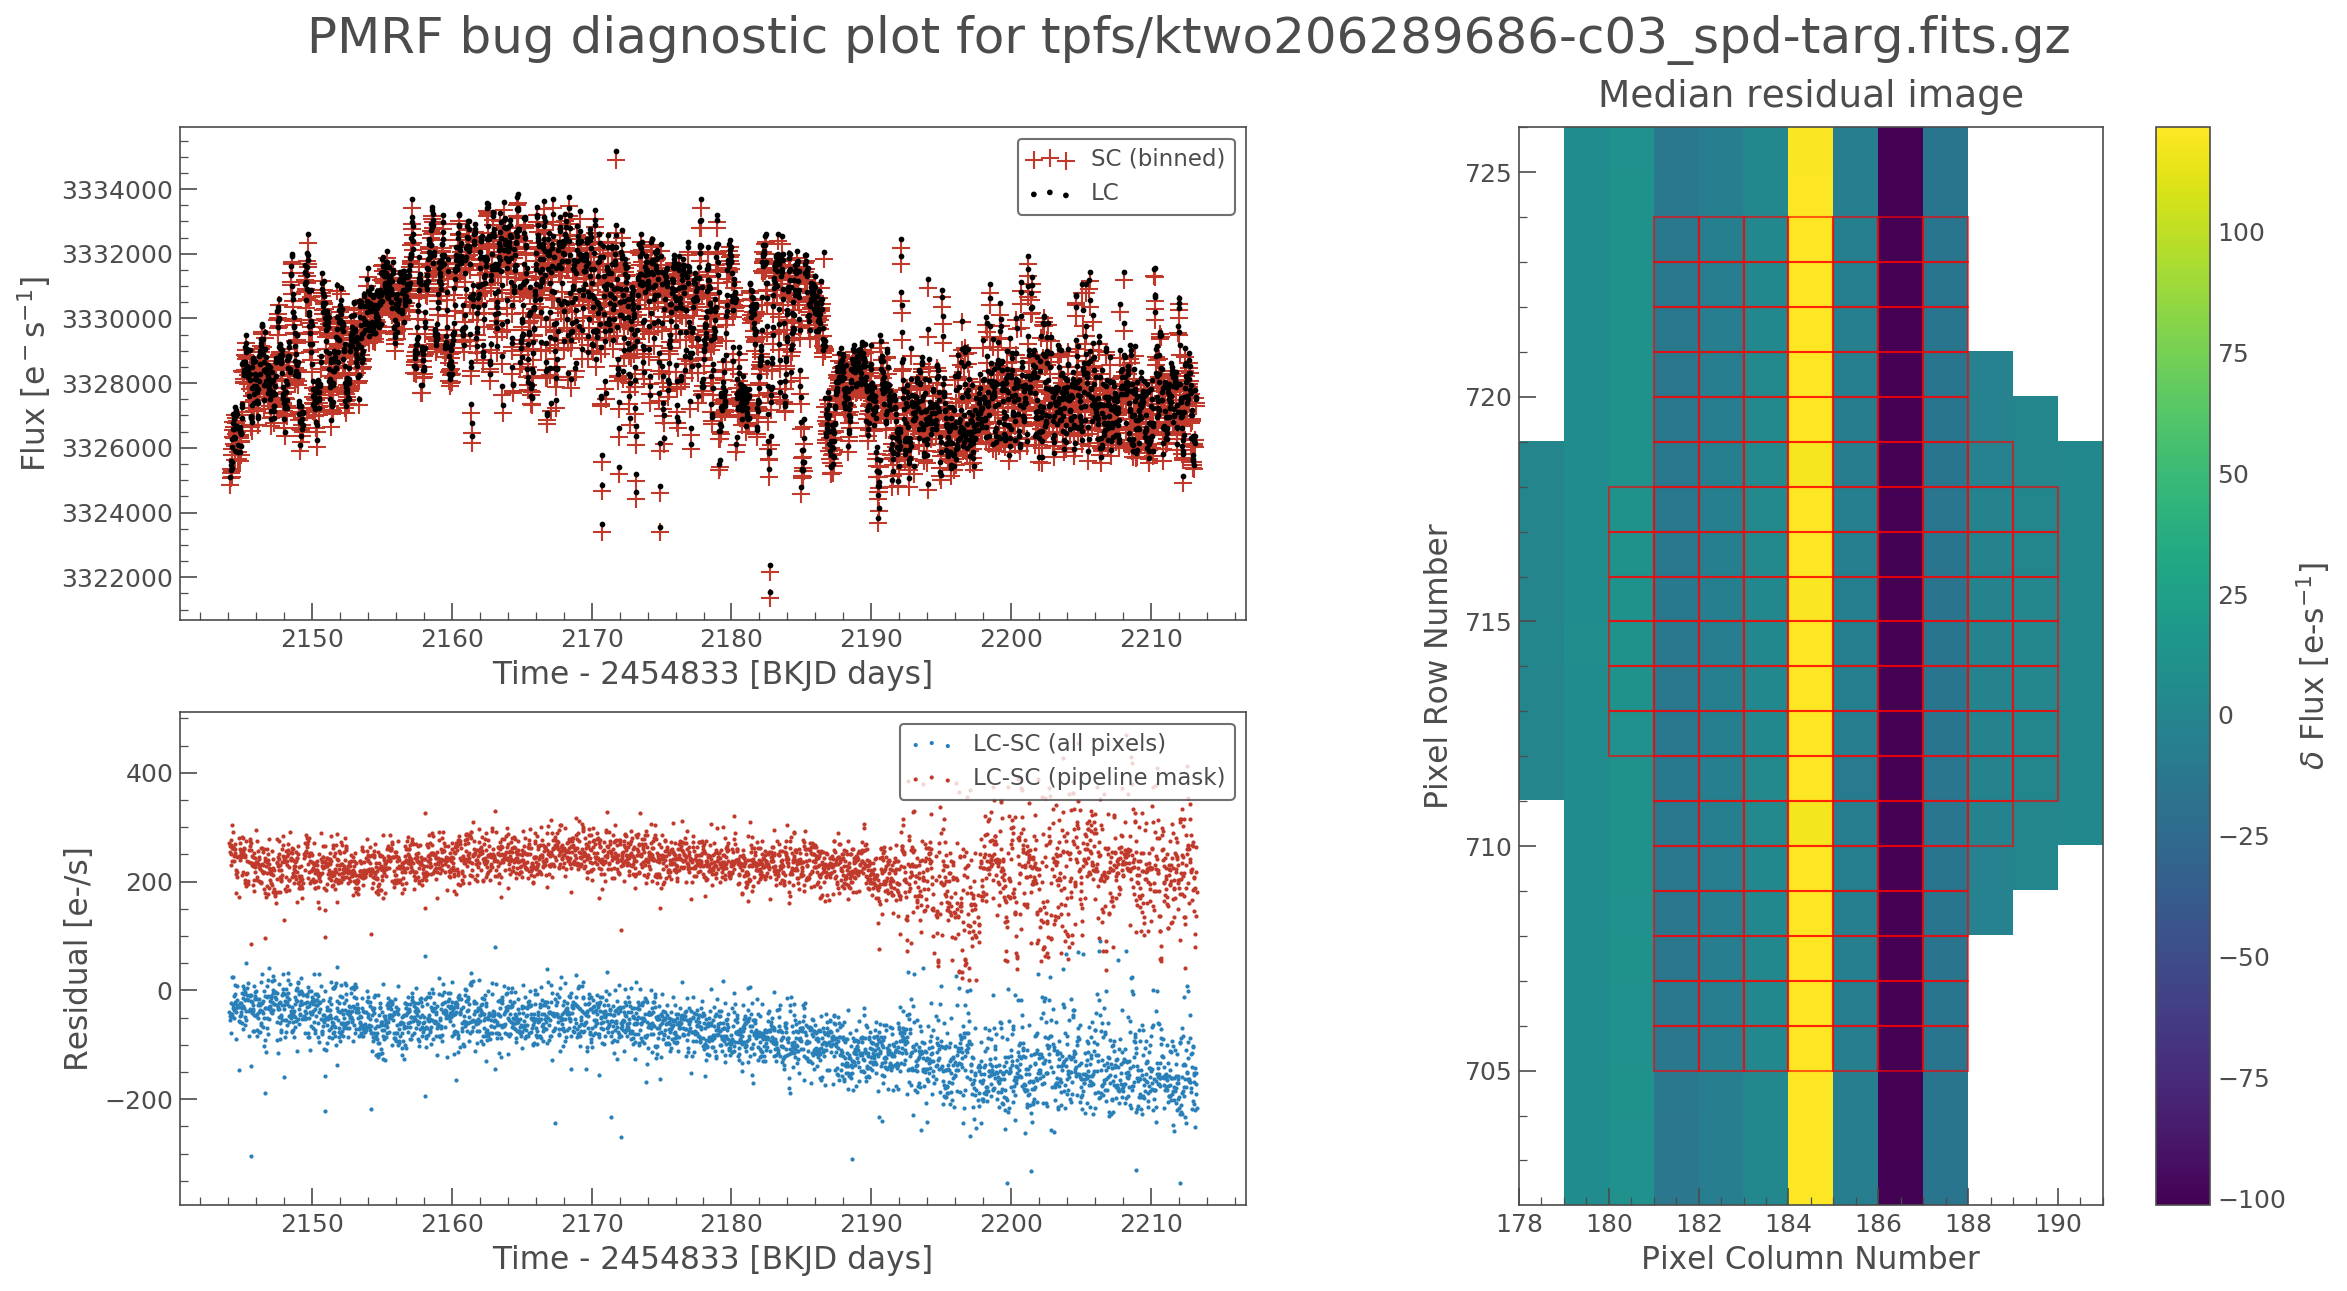 PMRF bug diagnostic plot for tpfs/ktwo206289686-c03_spd-targ.fits.gz
Flux [e⁻ s⁻¹]
3334000
3332000
3330000
3328000
3326000
3324000
3322000
SC (binned)
LC
2150 2160 2170 2180 2190 2200 2210
Time - 2454833 [BKJD days]
Residual [e-/s]
400
200
0
−200
LC-SC (all pixels)
LC-SC (pipeline mask)
2150 2160 2170 2180 2190 2200 2210
Time - 2454833 [BKJD days]
Median residual image
Pixel Row Number
725
720
715
710
705
178 180 182 184 186 188 190
Pixel Column Number
100
75
50
25
0
−25
−50
−75
−100
δ Flux [e-s⁻¹]